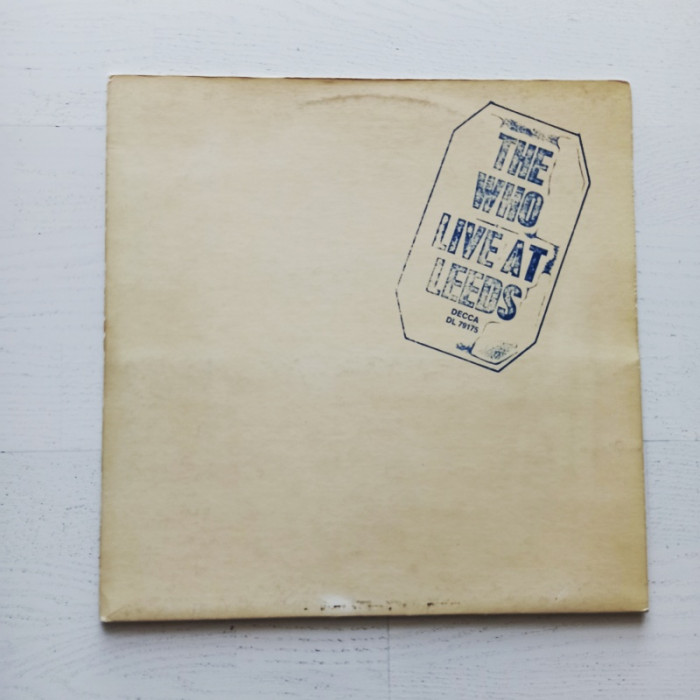 THE
WHO
LIVE AT
LEEDS
DECCA
DL 79175